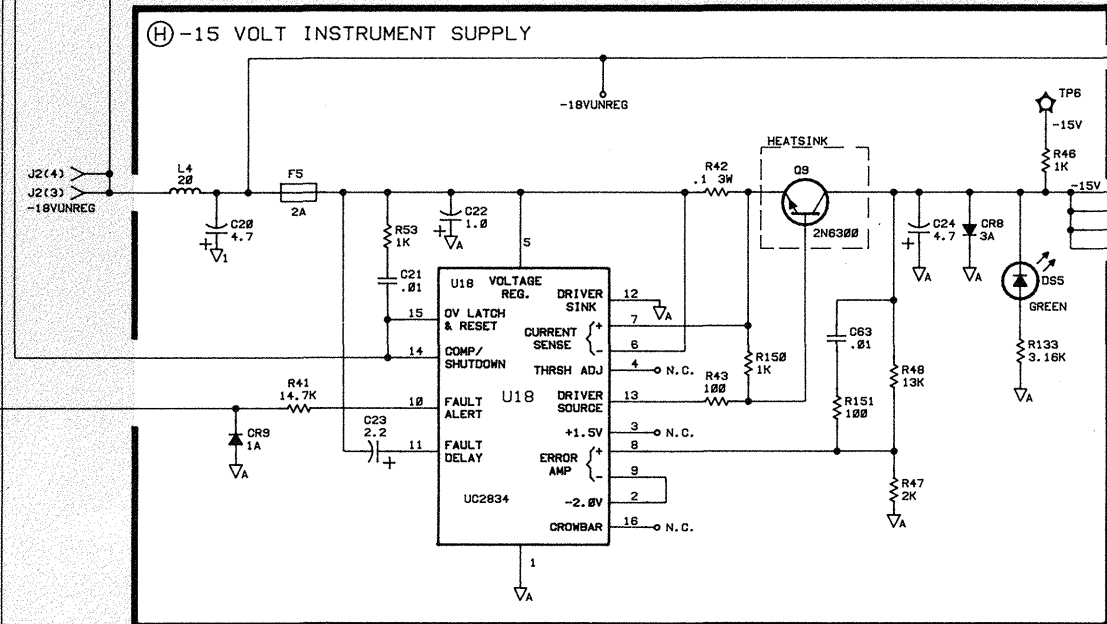 H -15 VOLT INSTRUMENT SUPPLY
-18VUNREG
TP6
-15V
HEATSINK
J2(4)
J2(3)
-18VUNREG
L4
20
F5
2A
R42
.1 3W
Q9
2N6300
R46
1K
-15V
C20
4.7
1
R53
1K
C22
1.0
A
C24
4.7
A
CR8
3A
A
C21
.01
5
DS5
GREEN
U18
VOLTAGE
REG.
15
OV LATCH
& RESET
14
COMP/
SHUTDOWN
DRIVER
SINK
12
A
CURRENT
SENSE
+
7
-
6
THRSH ADJ
4
N.C.
R150
1K
C63
.01
R48
13K
R133
3.16K
A
R41
14.7K
10
FAULT
ALERT
U18
DRIVER
SOURCE
13
R43
100
R151
100
CR9
1A
A
C23
2.2
+
11
FAULT
DELAY
+1.5V
3
N.C.
ERROR
AMP
+
8
-
9
R47
2K
A
UC2834
-2.0V
2
CROWBAR
16
N.C.
1
A